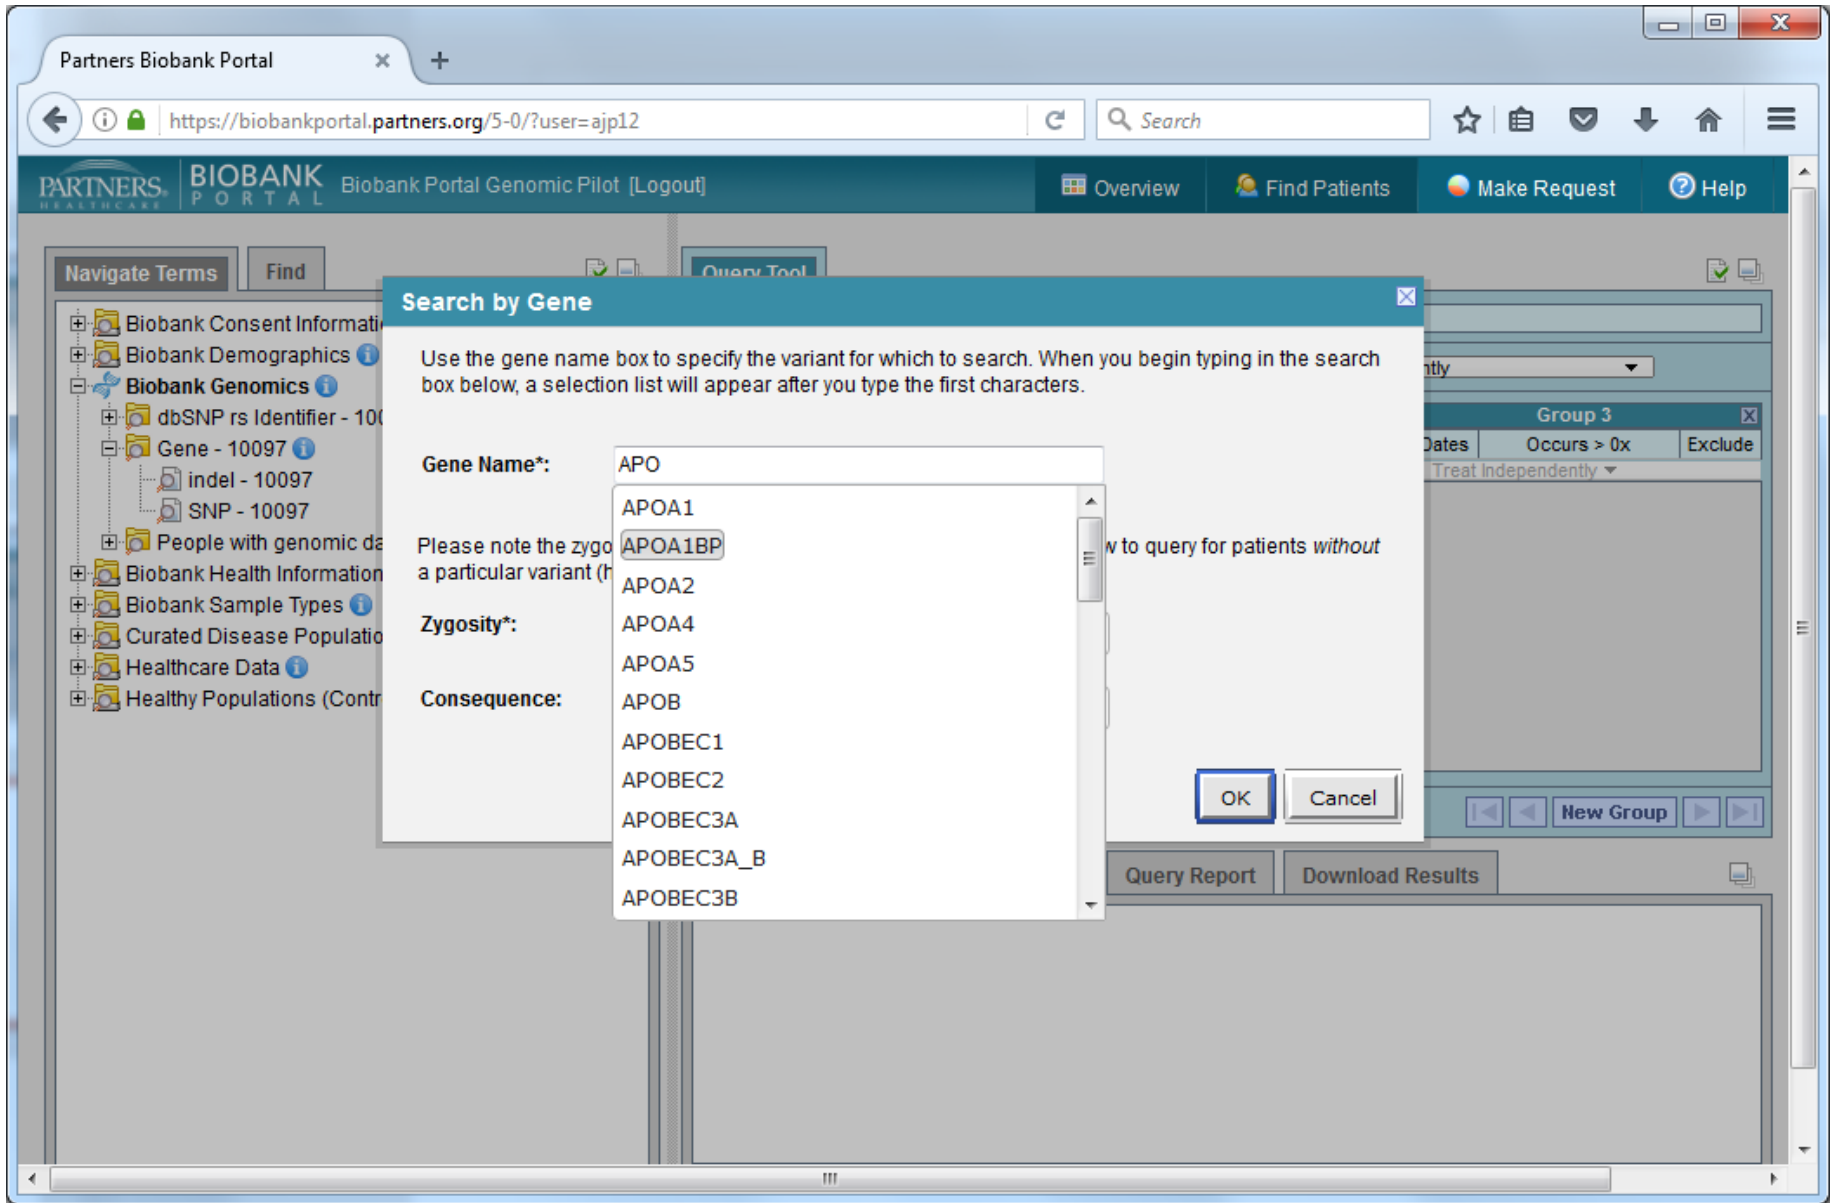 Partners Biobank Portal
https://biobankportal.partners.org/5-0/?user=ajp12
Search
PARTNERS. BIOBANK Biobank Portal Genomic Pilot [Logout]
HEALTHCARE PORTAL
Overview
Find Patients
Make Request
Help
Navigate Terms
Find
Query Tool
Biobank Consent Informati
Biobank Demographics
Biobank Genomics
dbSNP rs Identifier - 100
Gene - 10097
indel - 10097
SNP - 10097
People with genomic da
Biobank Health Information
Biobank Sample Types
Curated Disease Populatio
Healthcare Data
Healthy Populations (Contr
Search by Gene
Use the gene name box to specify the variant for which to search. When you begin typing in the search
box below, a selection list will appear after you type the first characters.
Gene Name*: APO
APOA1
APOA1BP
APOA2
APOA4
APOA5
APOB
APOBEC1
APOBEC2
APOBEC3A
APOBEC3A_B
APOBEC3B
Please note the zygo w to query for patients without
a particular variant (h
Zygosity*:
Consequence:
OK
Cancel
ntly
Group 3
Dates Occurs > 0x Exclude
Treat Independently
New Group
Query Report
Download Results